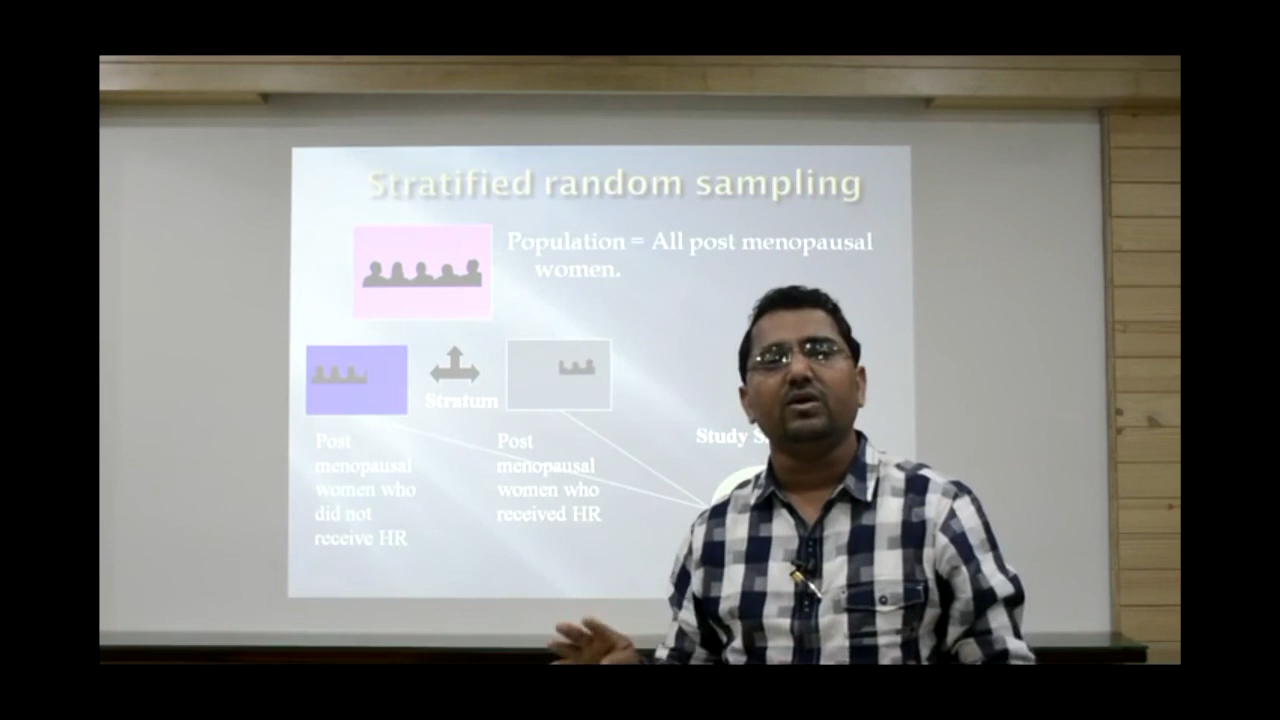 Stratified random sampling
Population = All post menopausal
women.
Stratum
Post
menopausal
women who
did not
receive HR
Post
menopausal
women who
received HR
Study